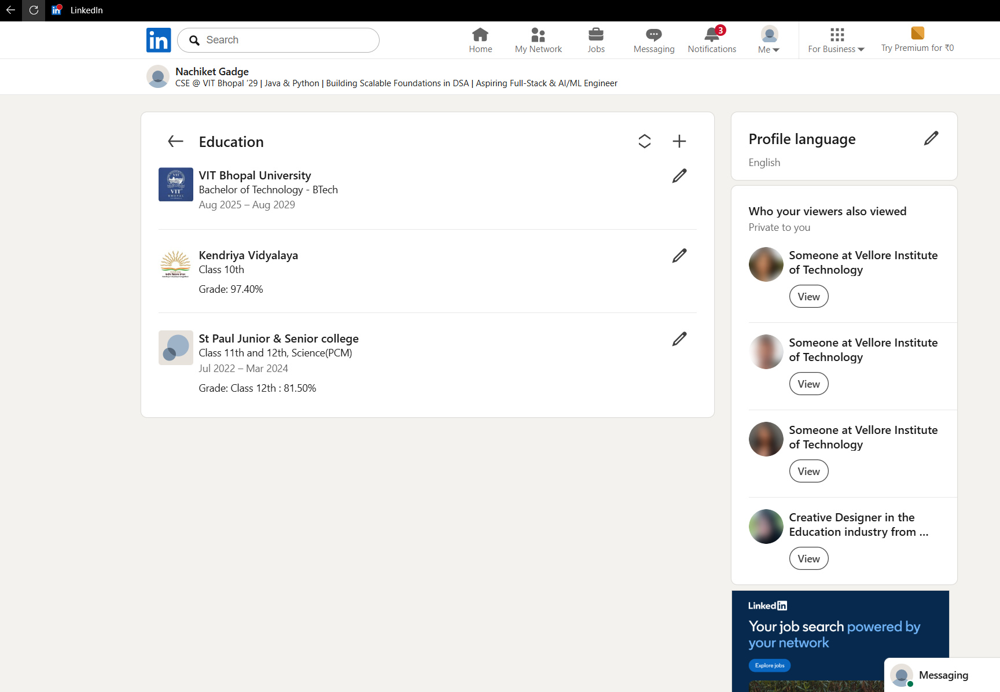 LinkedIn
in
Search
Home
My Network
Jobs
Messaging
3
Notifications
Me
For Business
Try Premium for ₹0
Nachiket Gadge
CSE @ VIT Bhopal ’29 | Java & Python | Building Scalable Foundations in DSA | Aspiring Full-Stack & AI/ML Engineer
Education
VIT Bhopal University
Bachelor of Technology - BTech
Aug 2025 – Aug 2029
VIT
BHOPAL
Kendriya Vidyalaya
Class 10th
Grade: 97.40%
St Paul Junior & Senior college
Class 11th and 12th, Science(PCM)
Jul 2022 – Mar 2024
Grade: Class 12th : 81.50%
Profile language
English
Who your viewers also viewed
Private to you
Someone at Vellore Institute
of Technology
View
Someone at Vellore Institute
of Technology
View
Someone at Vellore Institute
of Technology
View
Creative Designer in the
Education industry from ...
View
LinkedIn
Your job search powered by
your network
Explore jobs
Messaging